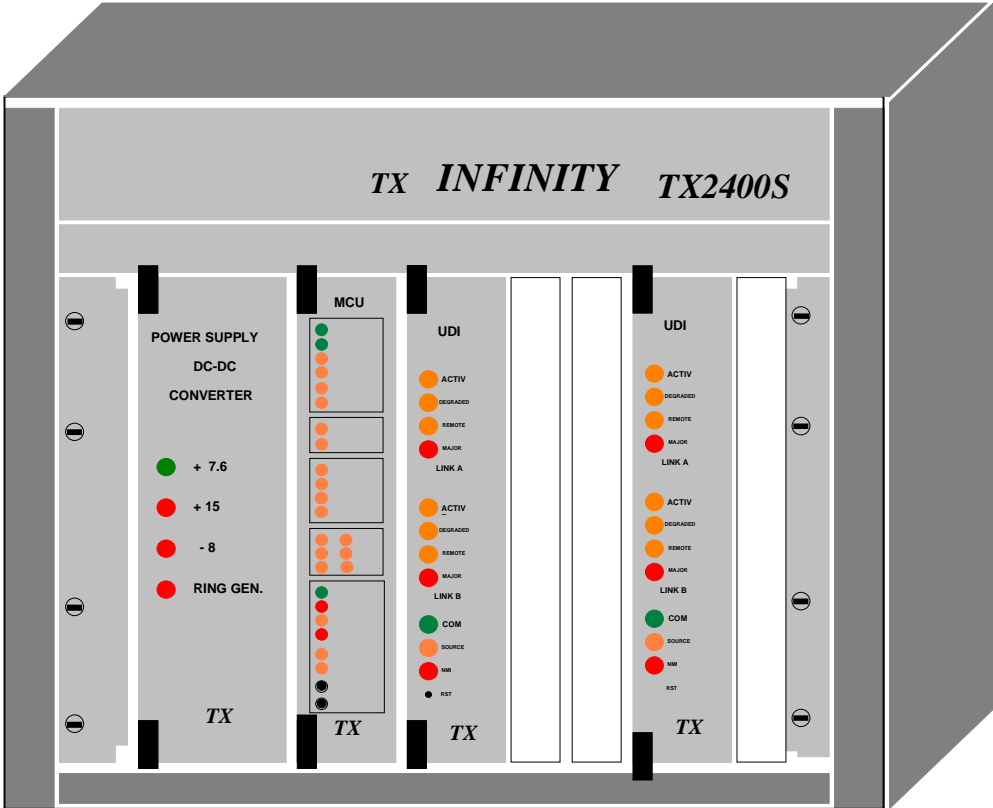 TX INFINITY TX2400S
POWER SUPPLY
DC-DC
CONVERTER
+ 7.6
+ 15
- 8
RING GEN.
TX
MCU
TX
UDI
ACTIV
DEGRADED
REMOTE
MAJOR
LINK A
ACTIV
DEGRADED
REMOTE
MAJOR
LINK B
COM
SOURCE
NMI
RST
TX
UDI
ACTIV
DEGRADED
REMOTE
MAJOR
LINK A
ACTIV
DEGRADED
REMOTE
MAJOR
LINK B
COM
SOURCE
NMI
RST
TX